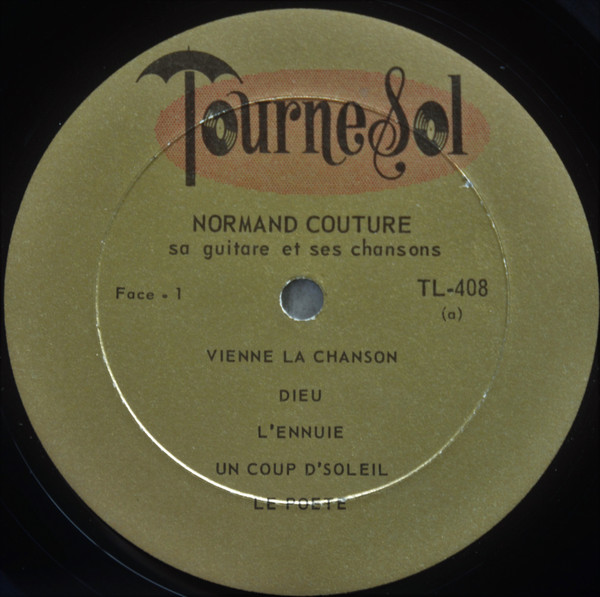 TourneSol
NORMAND COUTURE
sa guitare et ses chansons
Face - 1
TL-408
(a)
VIENNE LA CHANSON
DIEU
L'ENNUIE
UN COUP D'SOLEIL
LE POETE